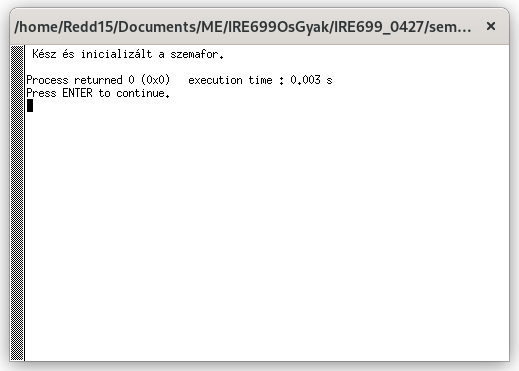 /home/Redd15/Documents/ME/IRE699OsGyak/IRE699_0427/sem... ×
Kész és inicializált a szemafor.
Process returned 0 (0x0)   execution time : 0.003 s
Press ENTER to continue.